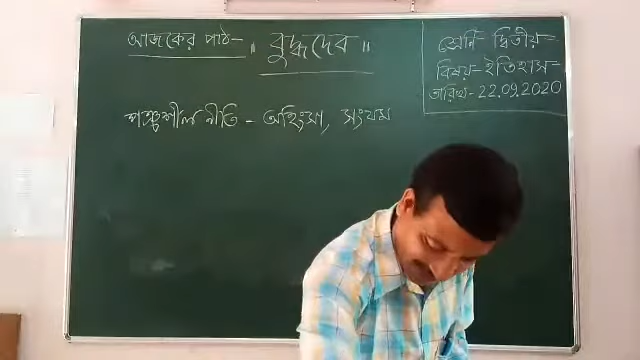 আজকের পাঠ- "বুদ্ধদেব"
শ্রেণি- দ্বিতীয়
বিষয়- ইতিহাস
তারিখ- 22.09.2020
পঞ্চশীল নীতি - অহিংসা, সংযম